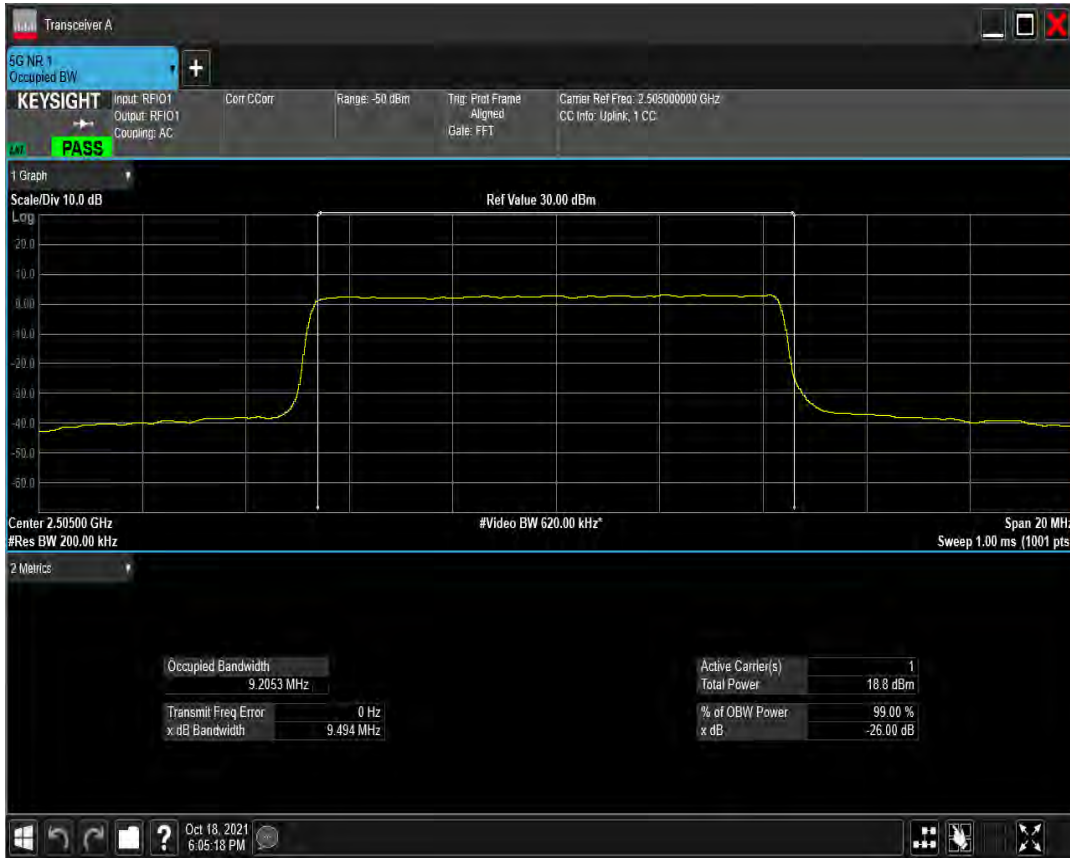 Transceiver A
5G NR 1
Occupied BW
+
KEYSIGHT
Input: RFIO1
Output: RFIO1
Coupling: AC
Corr CCorr
Range: -50 dBm
Trig: Prot Frame
Aligned
Gate: FFT
Carrier Ref Freq: 2.505000000 GHz
CC Info: Uplink, 1 CC
PASS
1 Graph
Scale/Div 10.0 dB
Ref Value 30.00 dBm
Log
20.0
10.0
0.00
-10.0
-20.0
-30.0
-40.0
-50.0
-60.0
Center 2.50500 GHz
#Video BW 620.00 kHz*
Span 20 MHz
#Res BW 200.00 kHz
Sweep 1.00 ms (1001 pts
2 Metrics
Occupied Bandwidth
9.2053 MHz
Transmit Freq Error 0 Hz
x dB Bandwidth 9.494 MHz
Active Carrier(s) 1
Total Power 18.8 dBm
% of OBW Power 99.00 %
x dB -26.00 dB
?
Oct 18, 2021
6:05:18 PM